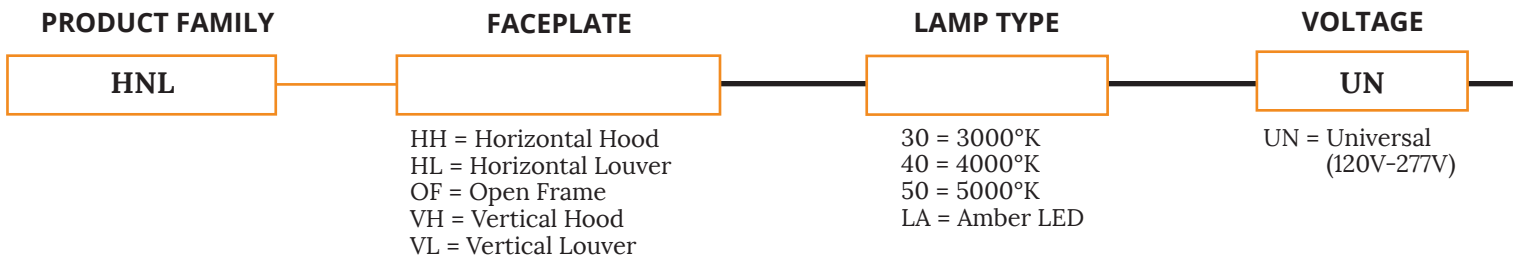 PRODUCT FAMILY
FACEPLATE
LAMP TYPE
VOLTAGE
HNL
UN
HH = Horizontal Hood
HL = Horizontal Louver
OF = Open Frame
VH = Vertical Hood
VL = Vertical Louver
30 = 3000°K
40 = 4000°K
50 = 5000°K
LA = Amber LED
UN = Universal
(120V-277V)